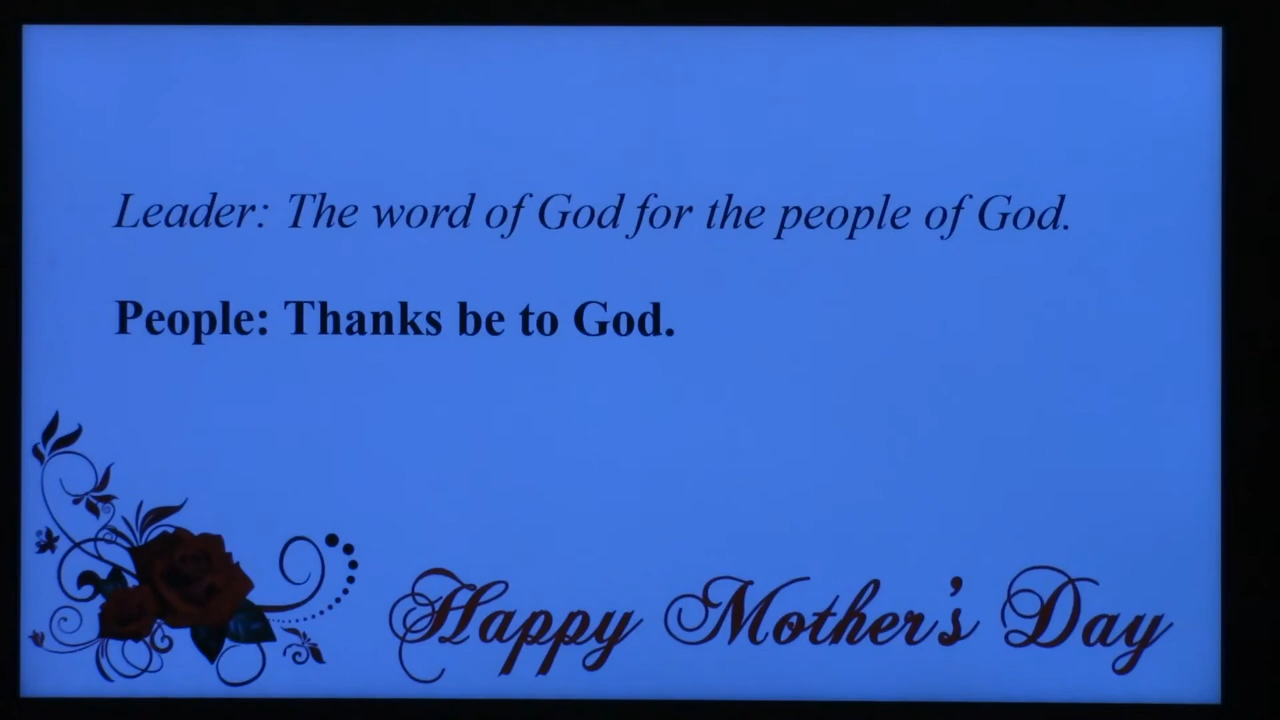 Leader: The word of God for the people of God.
People: Thanks be to God.
Happy Mother's Day